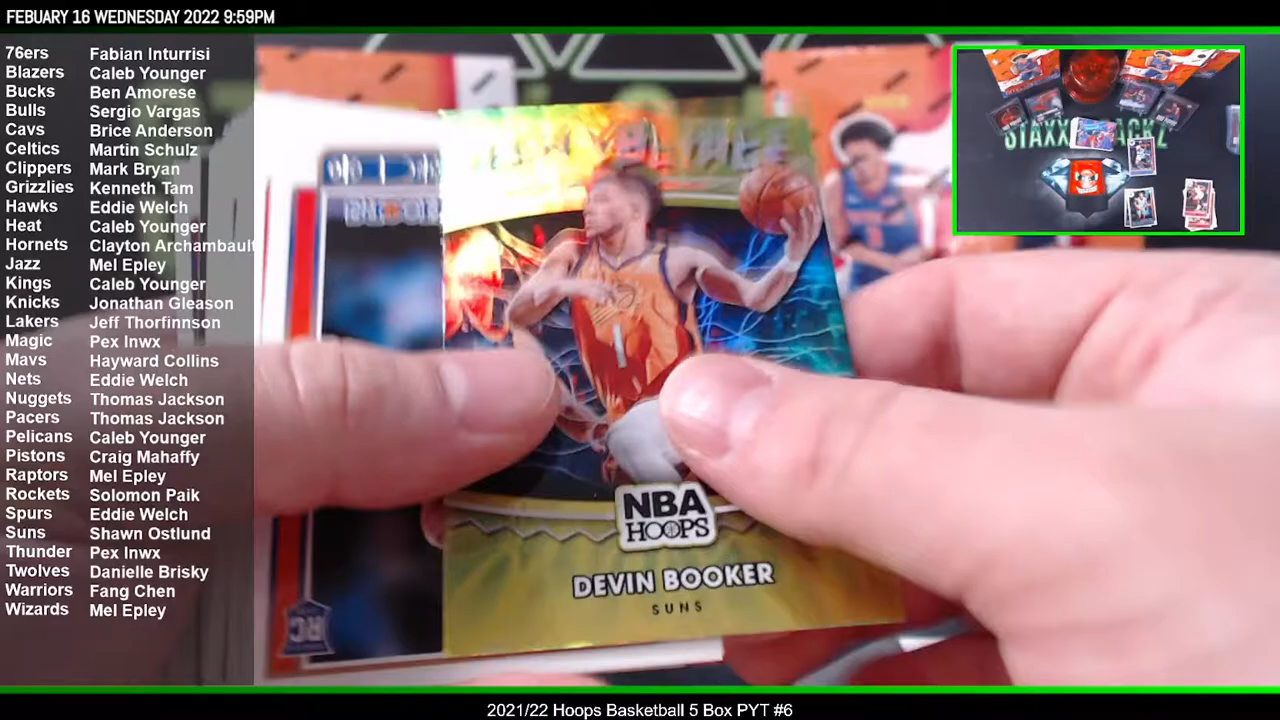 FEBUARY 16 WEDNESDAY 2022 9:59PM
76ers Fabian Inturrisi
Blazers Caleb Younger
Bucks Ben Amorese
Bulls Sergio Vargas
Cavs Brice Anderson
Celtics Martin Schulz
Clippers Mark Bryan
Grizzlies Kenneth Tam
Hawks Eddie Welch
Heat Caleb Younger
Hornets Clayton Archambault
Jazz Mel Epley
Kings Caleb Younger
Knicks Jonathan Gleason
Lakers Jeff Thorfinnson
Magic Pex Inwx
Mavs Hayward Collins
Nets Eddie Welch
Nuggets Thomas Jackson
Pacers Thomas Jackson
Pelicans Caleb Younger
Pistons Craig Mahaffy
Raptors Mel Epley
Rockets Solomon Paik
Spurs Eddie Welch
Suns Shawn Ostlund
Thunder Pex Inwx
Twolves Danielle Brisky
Warriors Fang Chen
Wizards Mel Epley
1
NBA
HOOPS
DEVIN BOOKER
SUNS
RC
2021/22 Hoops Basketball 5 Box PYT #6